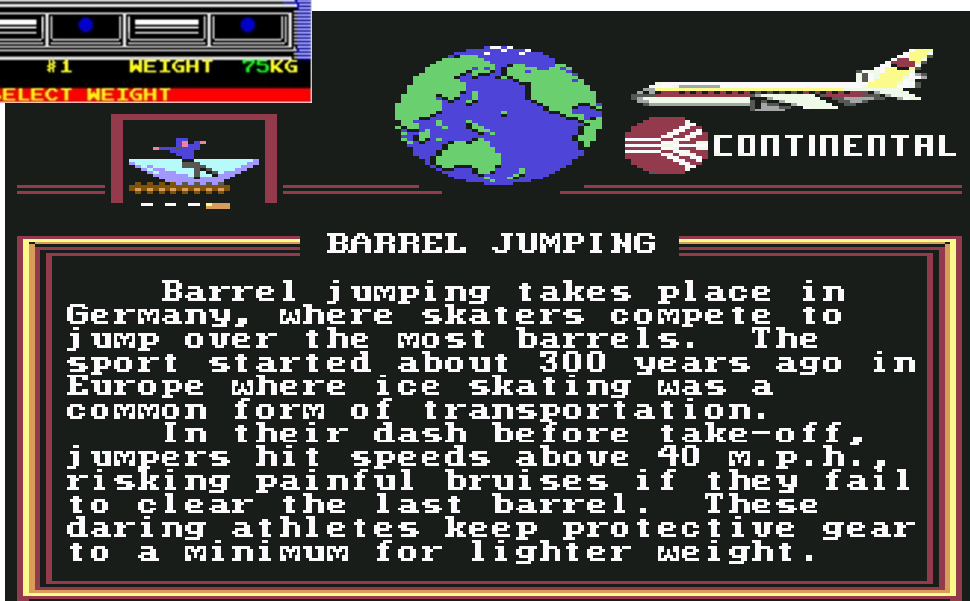 #1 WEIGHT 75KG
SELECT WEIGHT
CONTINENTAL
BARREL JUMPING
Barrel jumping takes place in
Germany, where skaters compete to
jump over the most barrels. The
sport started about 300 years ago in
Europe where ice skating was a
common form of transportation.
In their dash before take-off,
jumpers hit speeds above 40 m.p.h.,
risking painful bruises if they fail
to clear the last barrel. These
daring athletes keep protective gear
to a minimum for lighter weight.